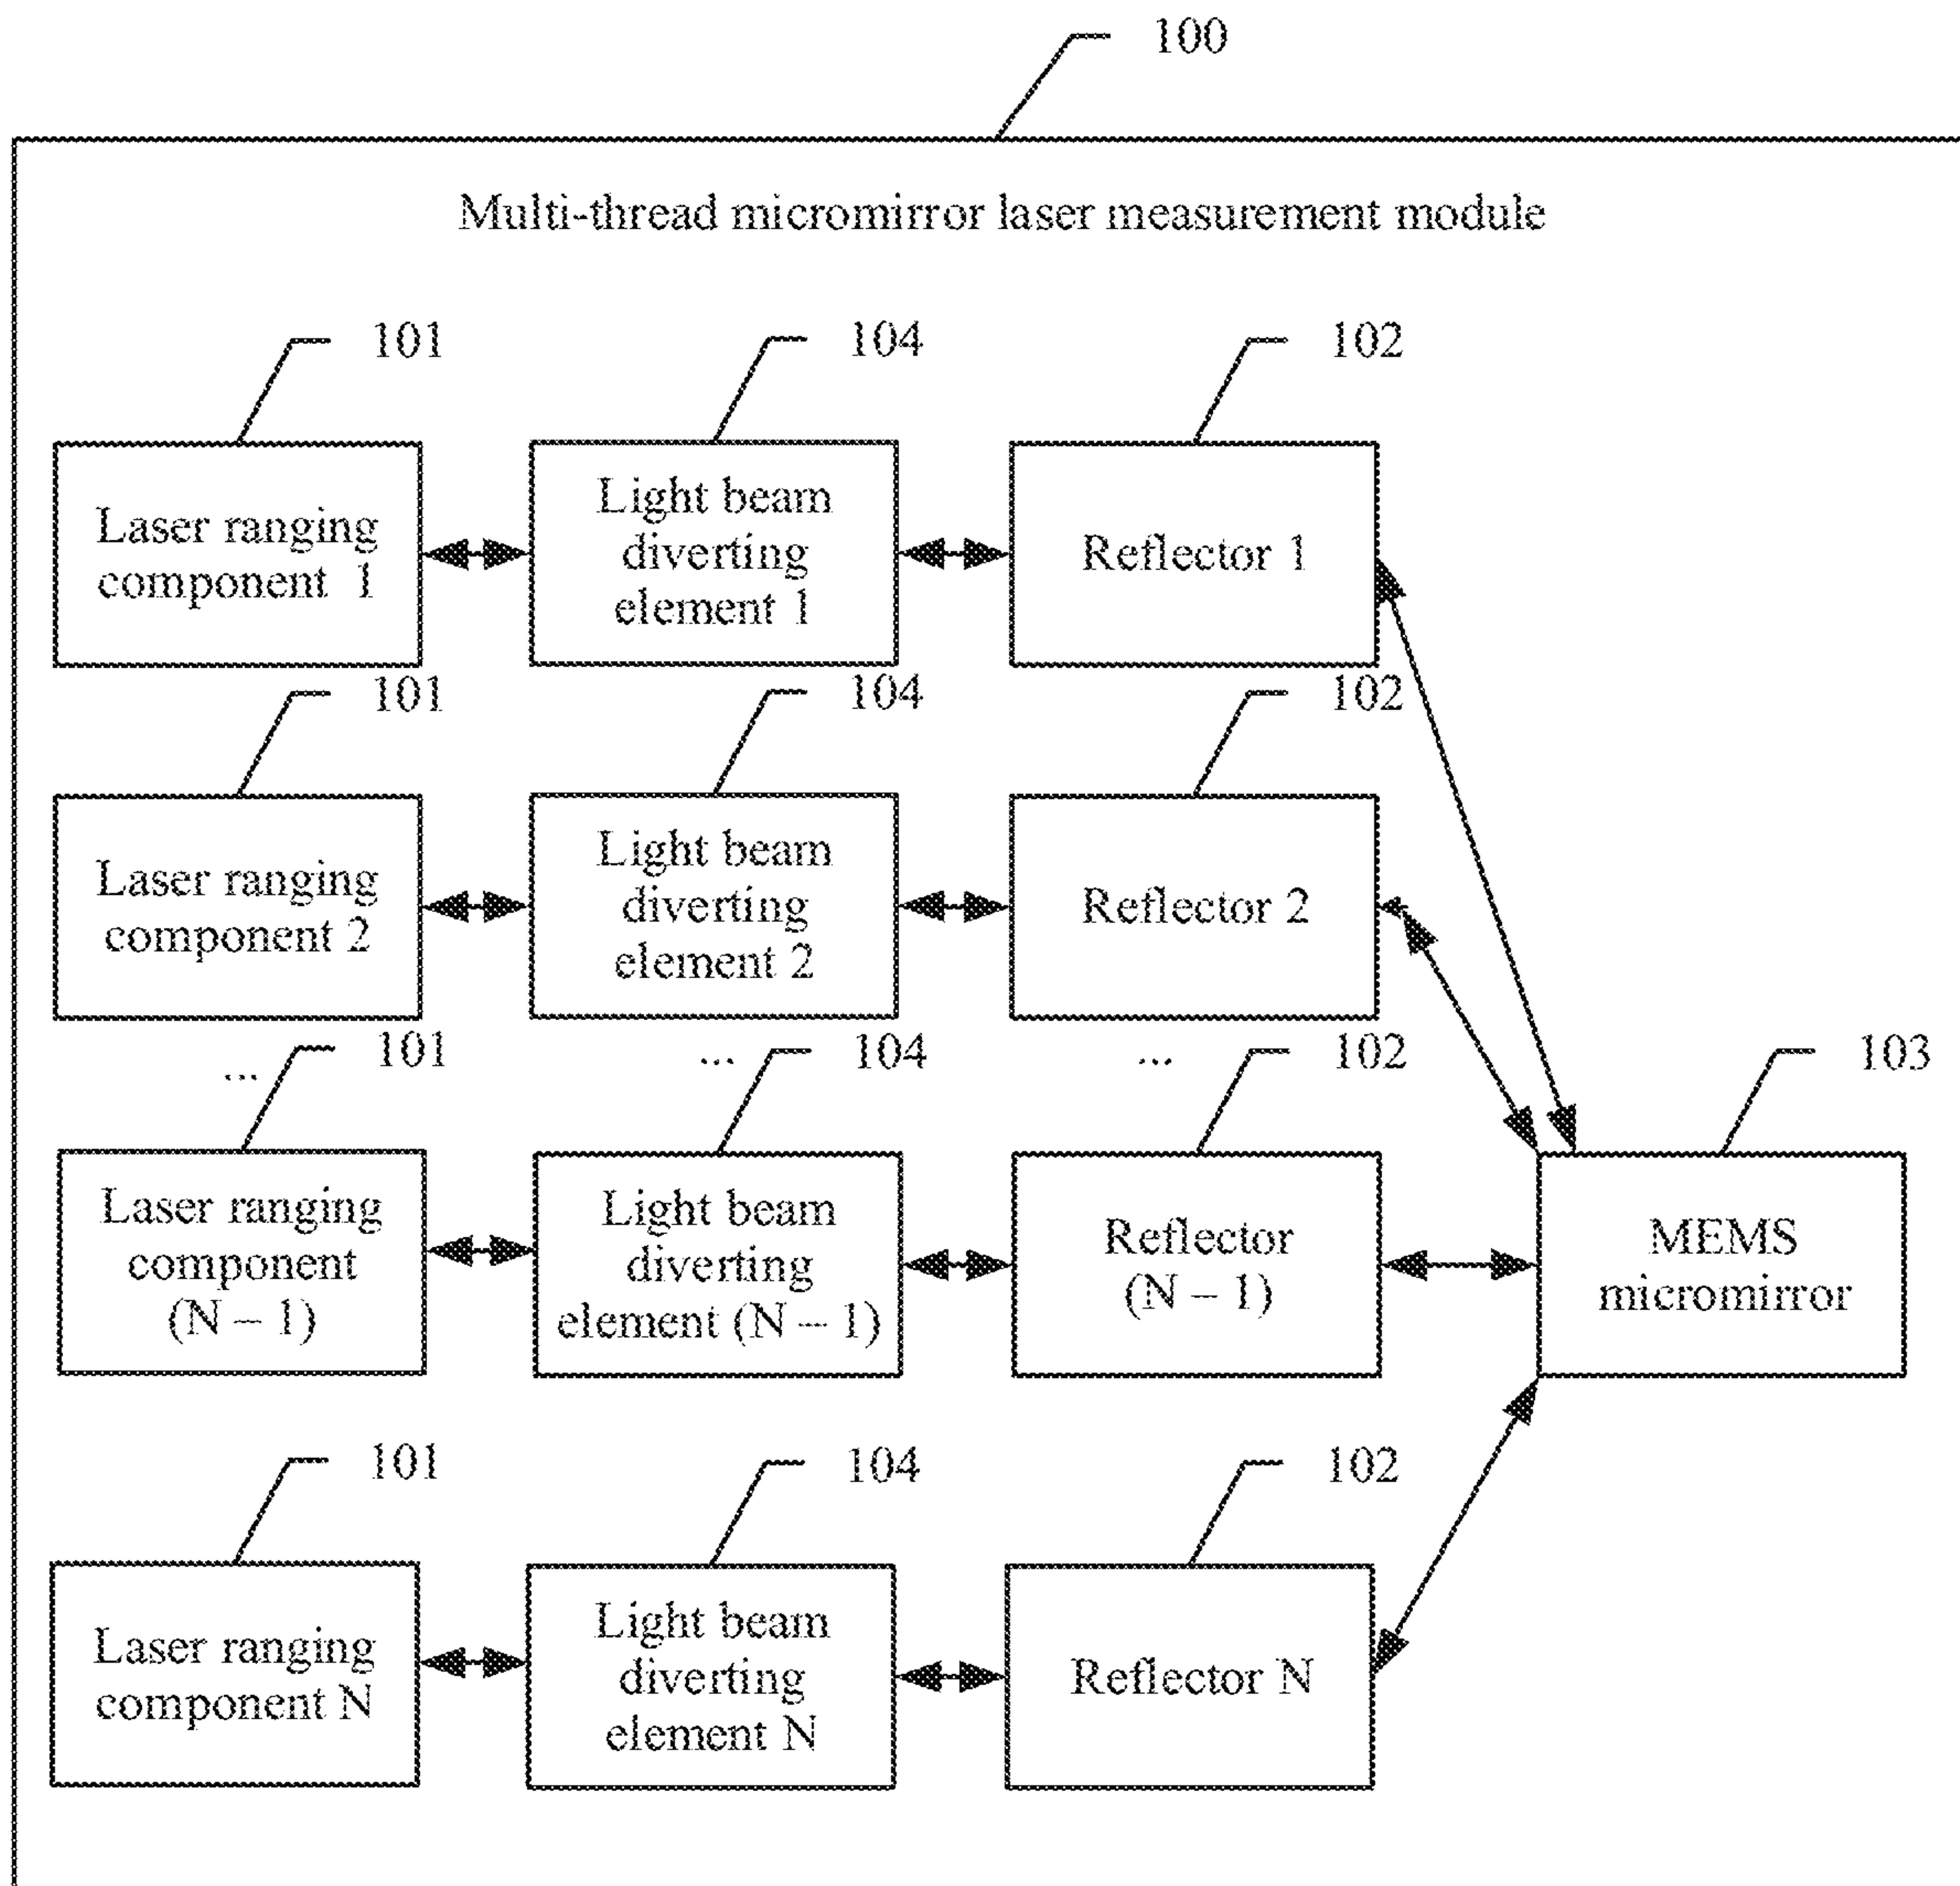 100
Multi-thread micromirror laser measurement module
101
104
102
Laser ranging
component 1
Light beam
diverting
element 1
Reflector 1
101
104
102
Laser ranging
component 2
Light beam
diverting
element 2
Reflector 2
...
101
...
104
...
102
103
Laser ranging
component
(N – 1)
Light beam
diverting
element (N – 1)
Reflector
(N – 1)
MEMS
micromirror
101
104
102
Laser ranging
component N
Light beam
diverting
element N
Reflector N